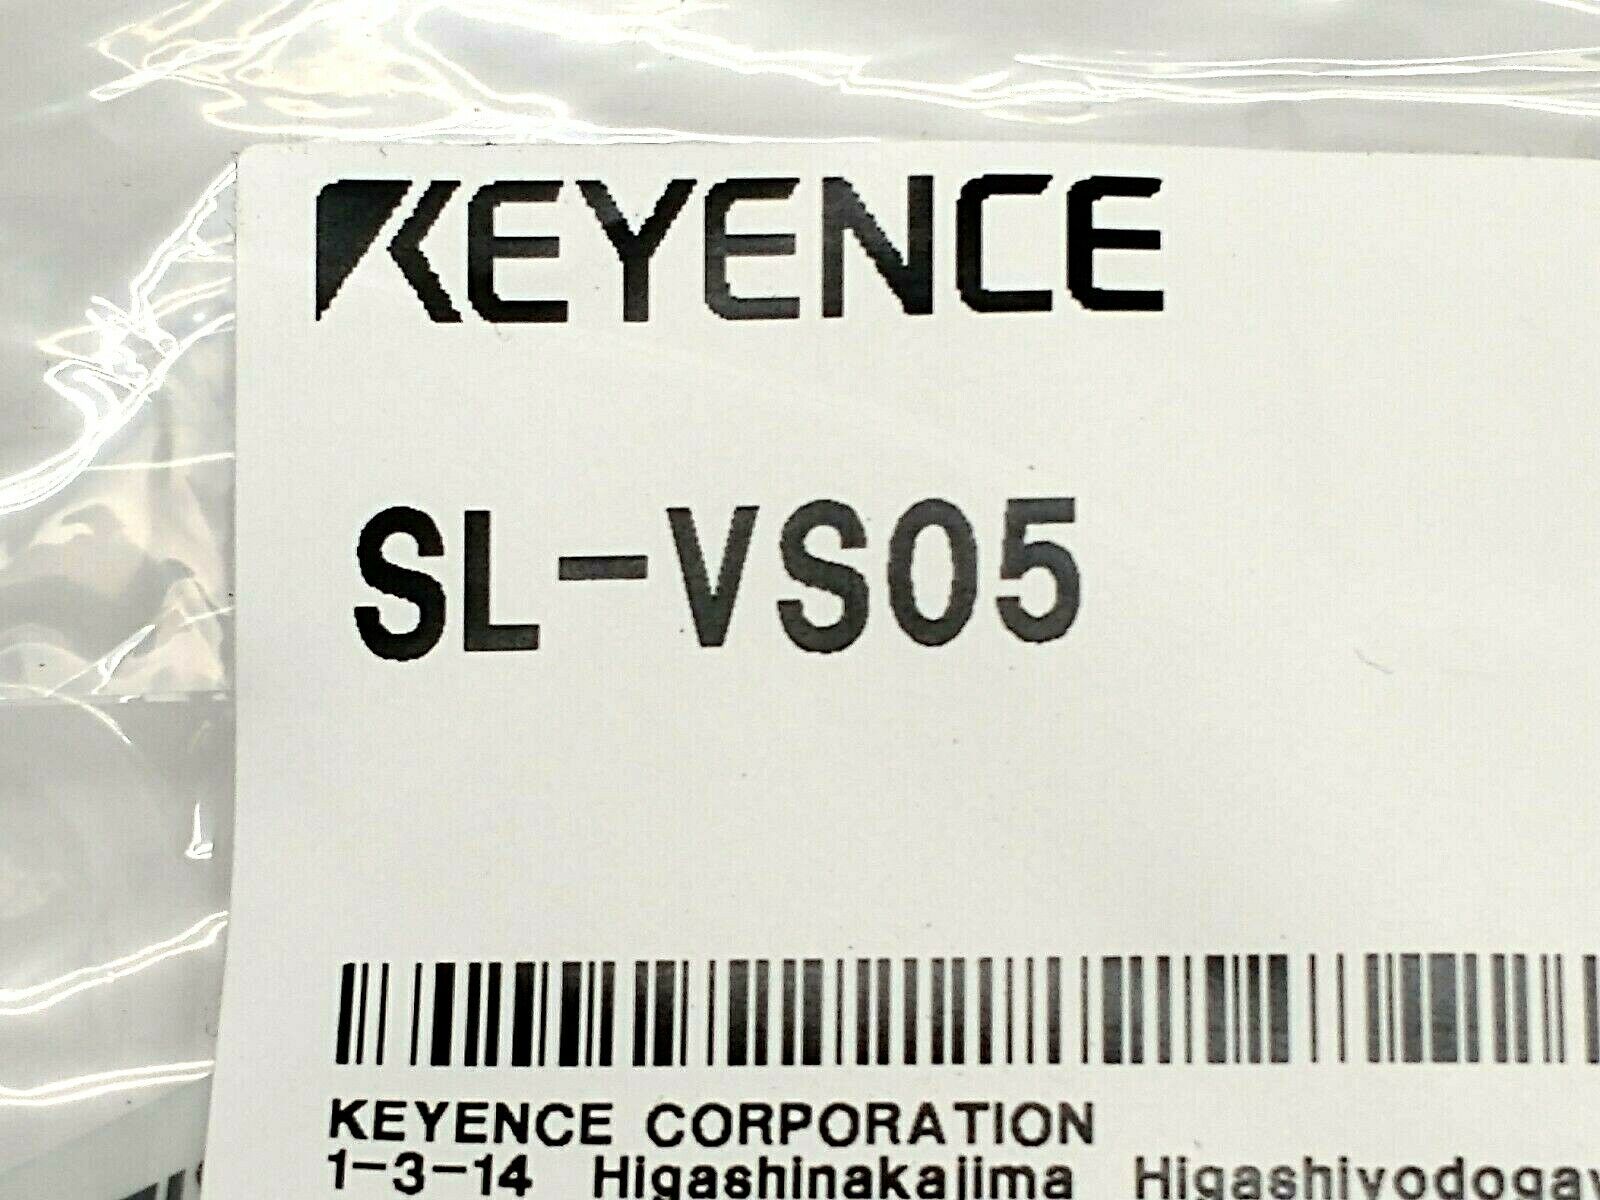 KEYENCE
SL-VS05
KEYENCE CORPORATION
1-3-14 Higashinakajima